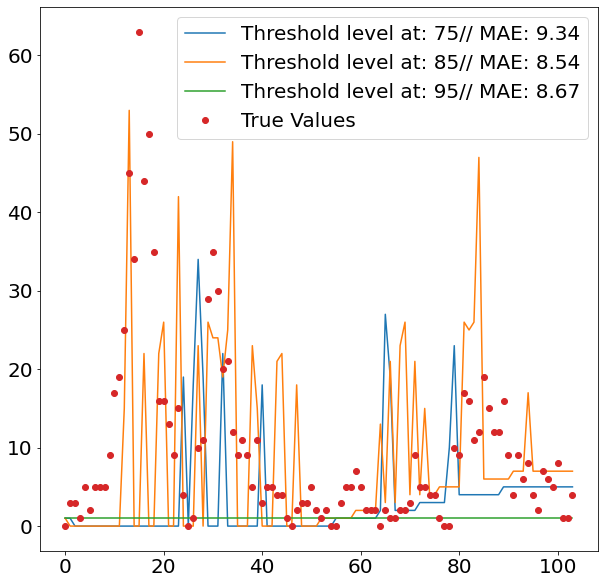 Threshold level at: 75// MAE: 9.34
Threshold level at: 85// MAE: 8.54
Threshold level at: 95// MAE: 8.67
True Values
60
50
40
30
20
10
0
0 20 40 60 80 100